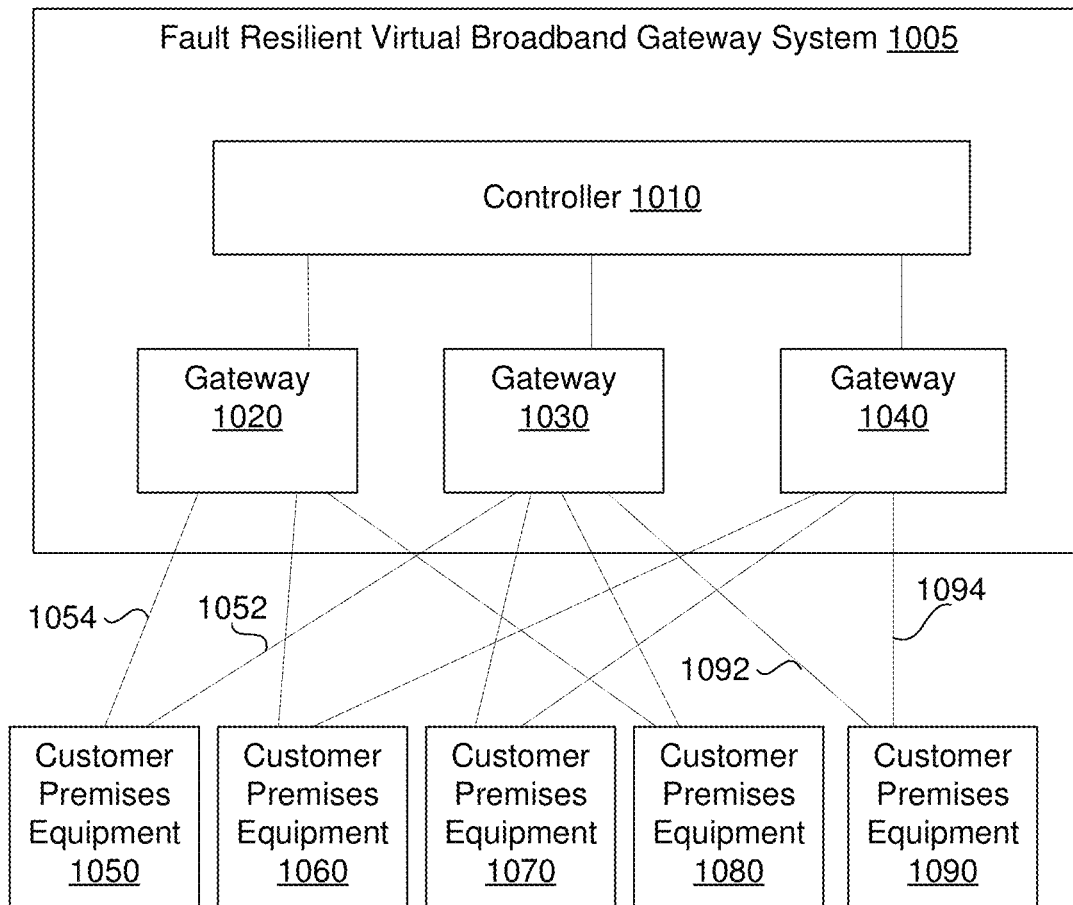 Fault Resilient Virtual Broadband Gateway System 1005
Controller 1010
Gateway
1020
Gateway
1030
Gateway
1040
1054
1052
1092
1094
Customer
Premises
Equipment
1050
Customer
Premises
Equipment
1060
Customer
Premises
Equipment
1070
Customer
Premises
Equipment
1080
Customer
Premises
Equipment
1090